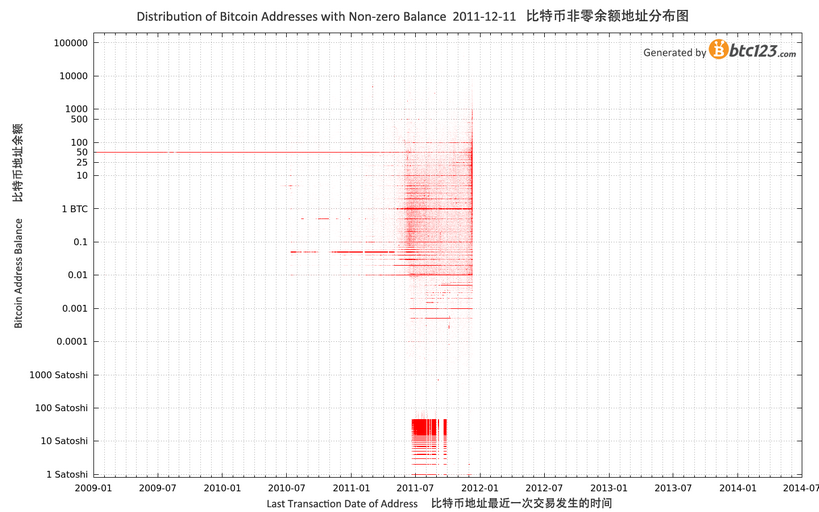 Distribution of Bitcoin Addresses with Non-zero Balance 2011-12-11 比特币非零余额地址分布图
Generated by btc123.com
Bitcoin Address Balance 比特币地址余额
100000
10000
1000
500
100
50
25
10
1 BTC
0.1
0.01
0.001
0.0001
1000 Satoshi
100 Satoshi
10 Satoshi
1 Satoshi
2009-01 2009-07 2010-01 2010-07 2011-01 2011-07 2012-01 2012-07 2013-01 2013-07 2014-01 2014-07
Last Transaction Date of Address 比特币地址最近一次交易发生的时间